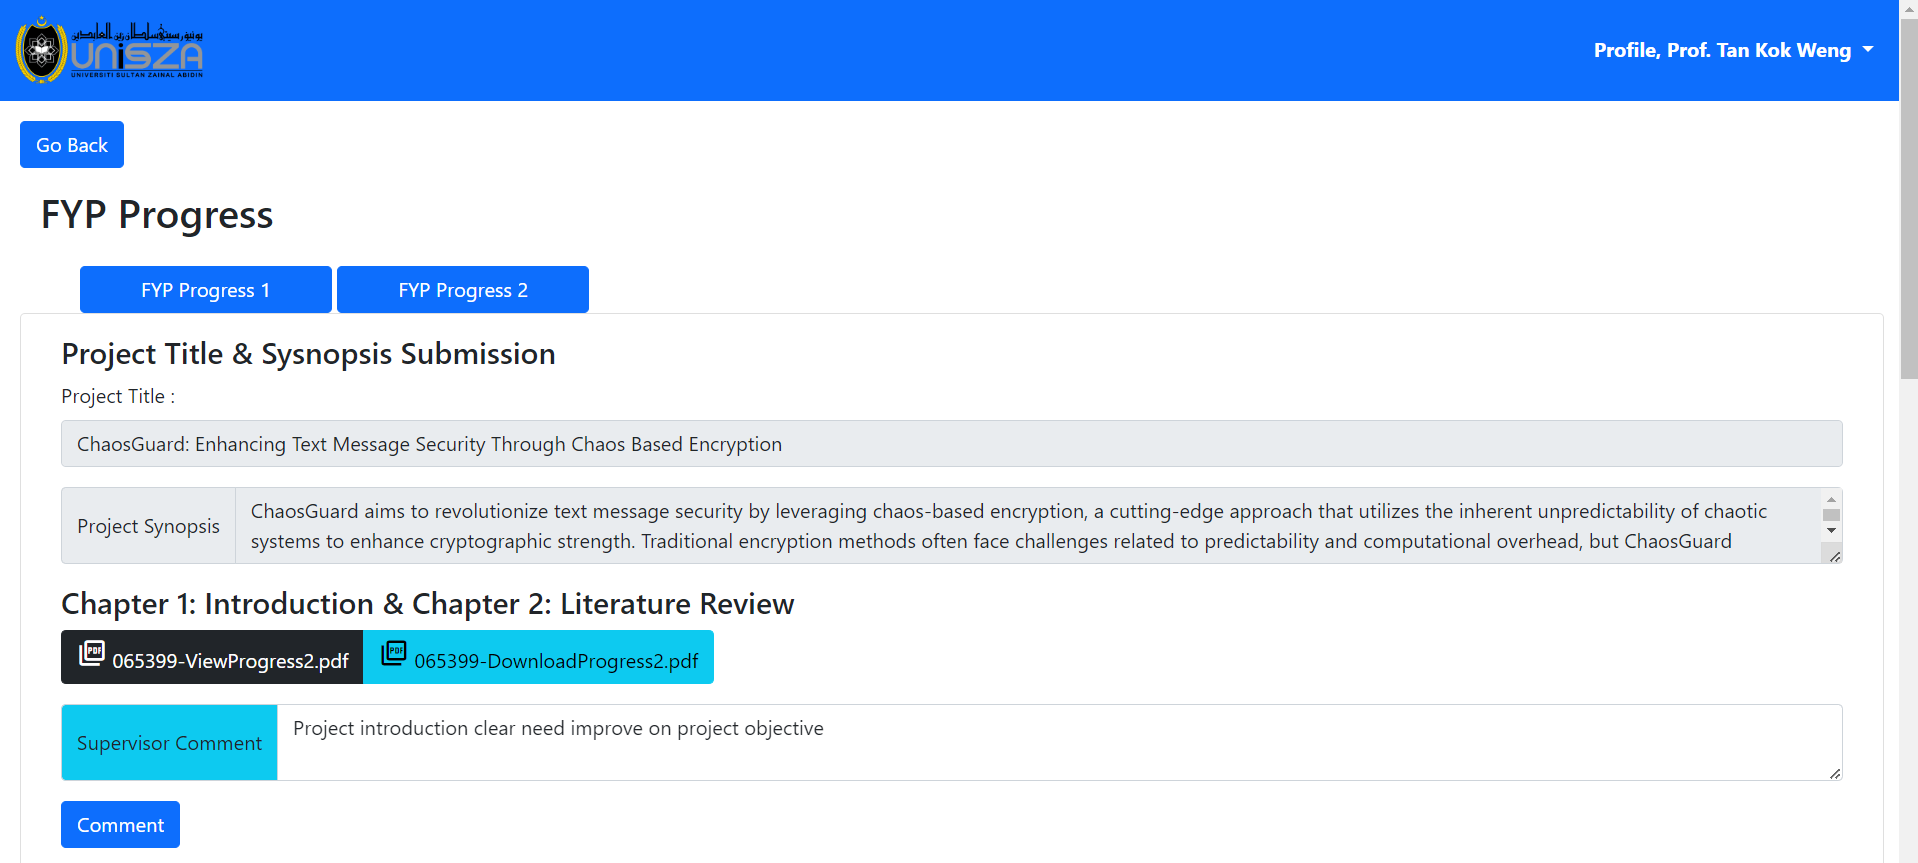 UNISZA
UNIVERSITI SULTAN ZAINAL ABIDIN
Profile, Prof. Tan Kok Weng
Go Back
FYP Progress
FYP Progress 1
FYP Progress 2
Project Title & Sysnopsis Submission
Project Title :
ChaosGuard: Enhancing Text Message Security Through Chaos Based Encryption
Project Synopsis
ChaosGuard aims to revolutionize text message security by leveraging chaos-based encryption, a cutting-edge approach that utilizes the inherent unpredictability of chaotic
systems to enhance cryptographic strength. Traditional encryption methods often face challenges related to predictability and computational overhead, but ChaosGuard
Chapter 1: Introduction & Chapter 2: Literature Review
PDF 065399-ViewProgress2.pdf
PDF 065399-DownloadProgress2.pdf
Supervisor Comment
Project introduction clear need improve on project objective
Comment